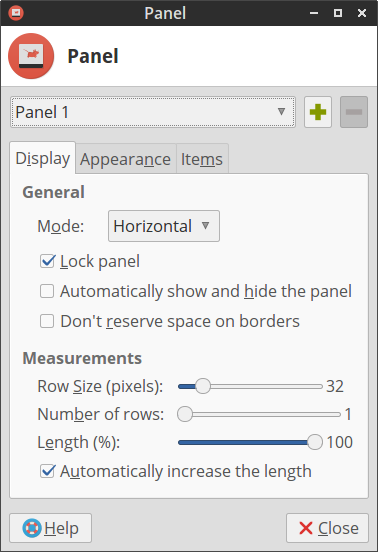 Panel
Panel
Panel 1
Display Appearance Items
General
Mode: Horizontal
Lock panel
Automatically show and hide the panel
Don't reserve space on borders
Measurements
Row Size (pixels): 32
Number of rows: 1
Length (%): 100
Automatically increase the length
Help Close